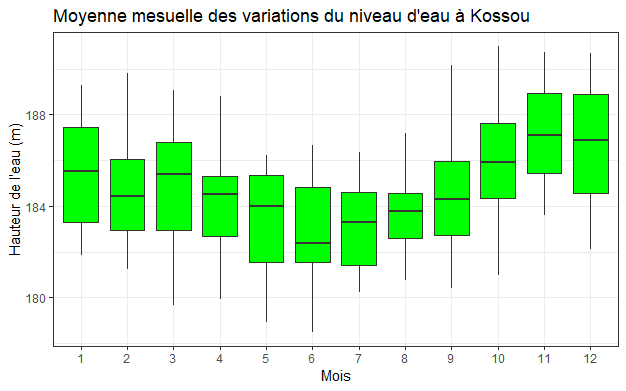 Moyenne mesuelle des variations du niveau d'eau à Kossou
Hauteur de l'eau (m)
188
184
180
1 2 3 4 5 6 7 8 9 10 11 12
Mois